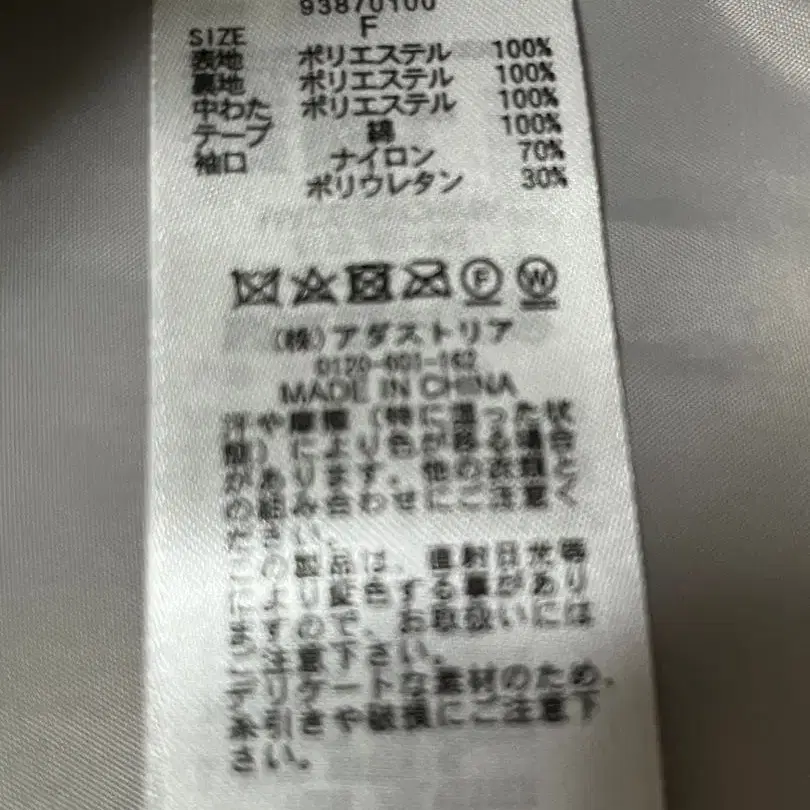 93870100
SIZE F
表地 ポリエステル 100%
裏地 ポリエステル 100%
中わた ポリエステル 100%
テープ 綿 100%
袖口 ナイロン 70%
ポリウレタン 30%
F W
(株)アダストリア
0120-601-162
MADE IN CHINA
汗や摩擦(特に湿った状
態)により色が移る場合
があります。他の衣類と
の組み合わせにご注意く
ださい。
この製品は、直射日光等
により変色する事があり
ますので、お取扱いには
ご注意下さい。
デリケートな素材のため、
糸引きや破損にご注意下
さい。